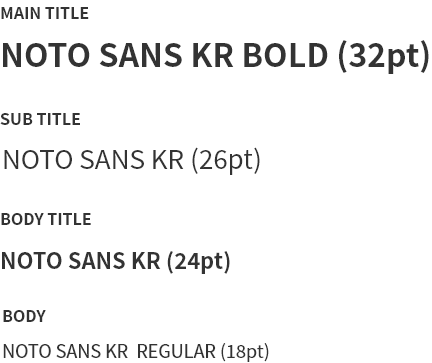 MAIN TITLE
NOTO SANS KR BOLD (32pt)
SUB TITLE
NOTO SANS KR (26pt)
BODY TITLE
NOTO SANS KR (24pt)
BODY
NOTO SANS KR  REGULAR (18pt)